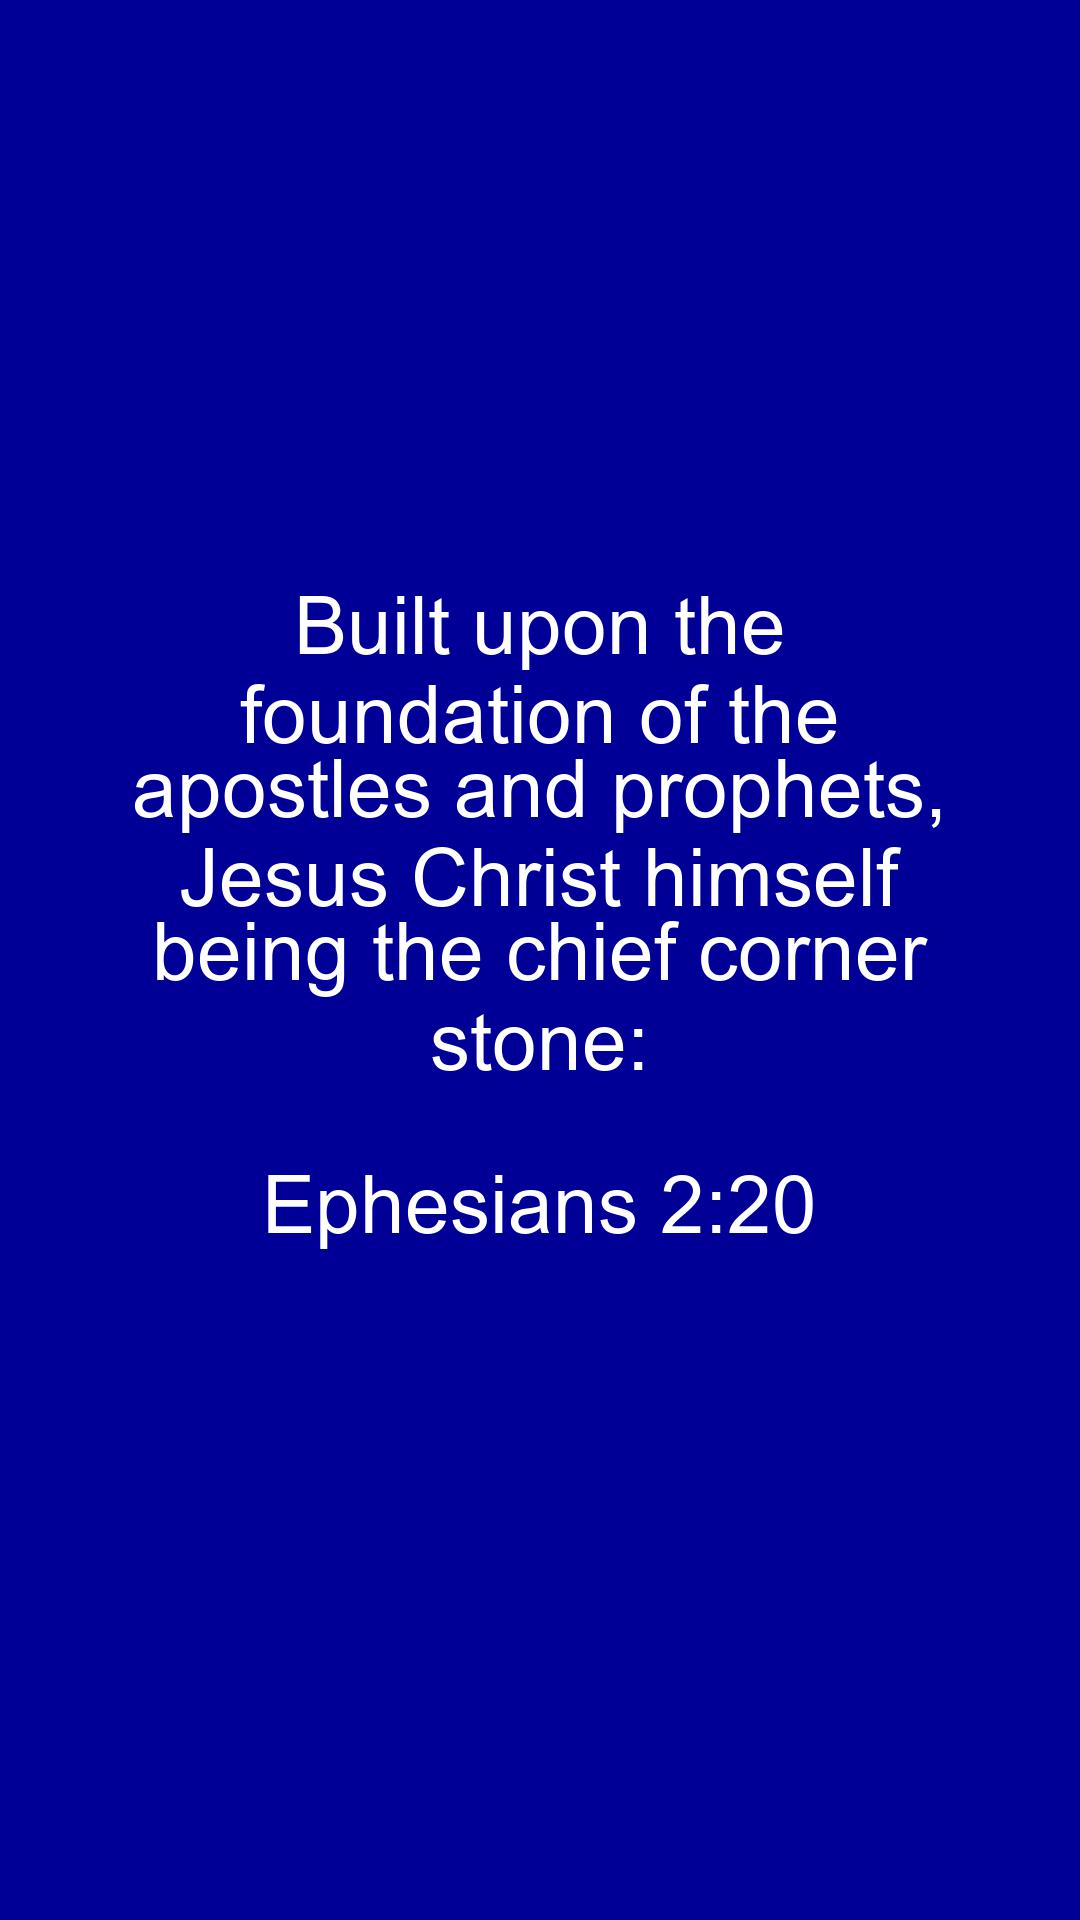 Built upon the
foundation of the
apostles and prophets,
Jesus Christ himself
being the chief corner
stone:
Ephesians 2:20